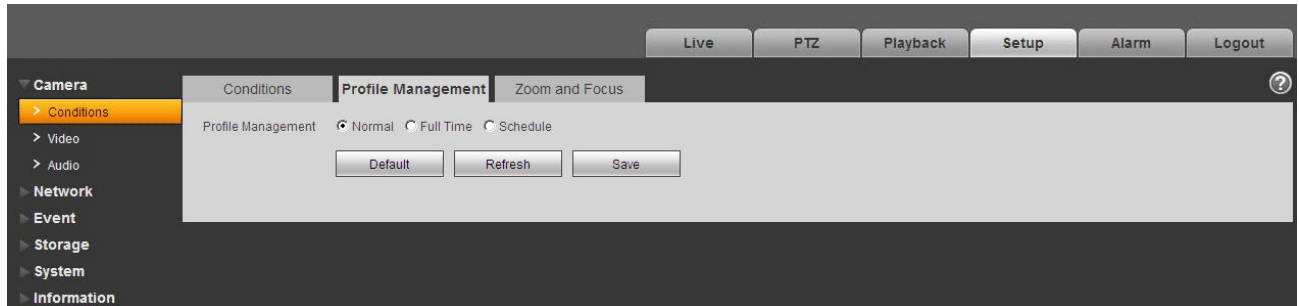 Live PTZ Playback Setup Alarm Logout
Camera
Conditions Profile Management Zoom and Focus
?
> Conditions
Profile Management Normal Full Time Schedule
> Video
> Audio
Default Refresh Save
Network
Event
Storage
System
Information